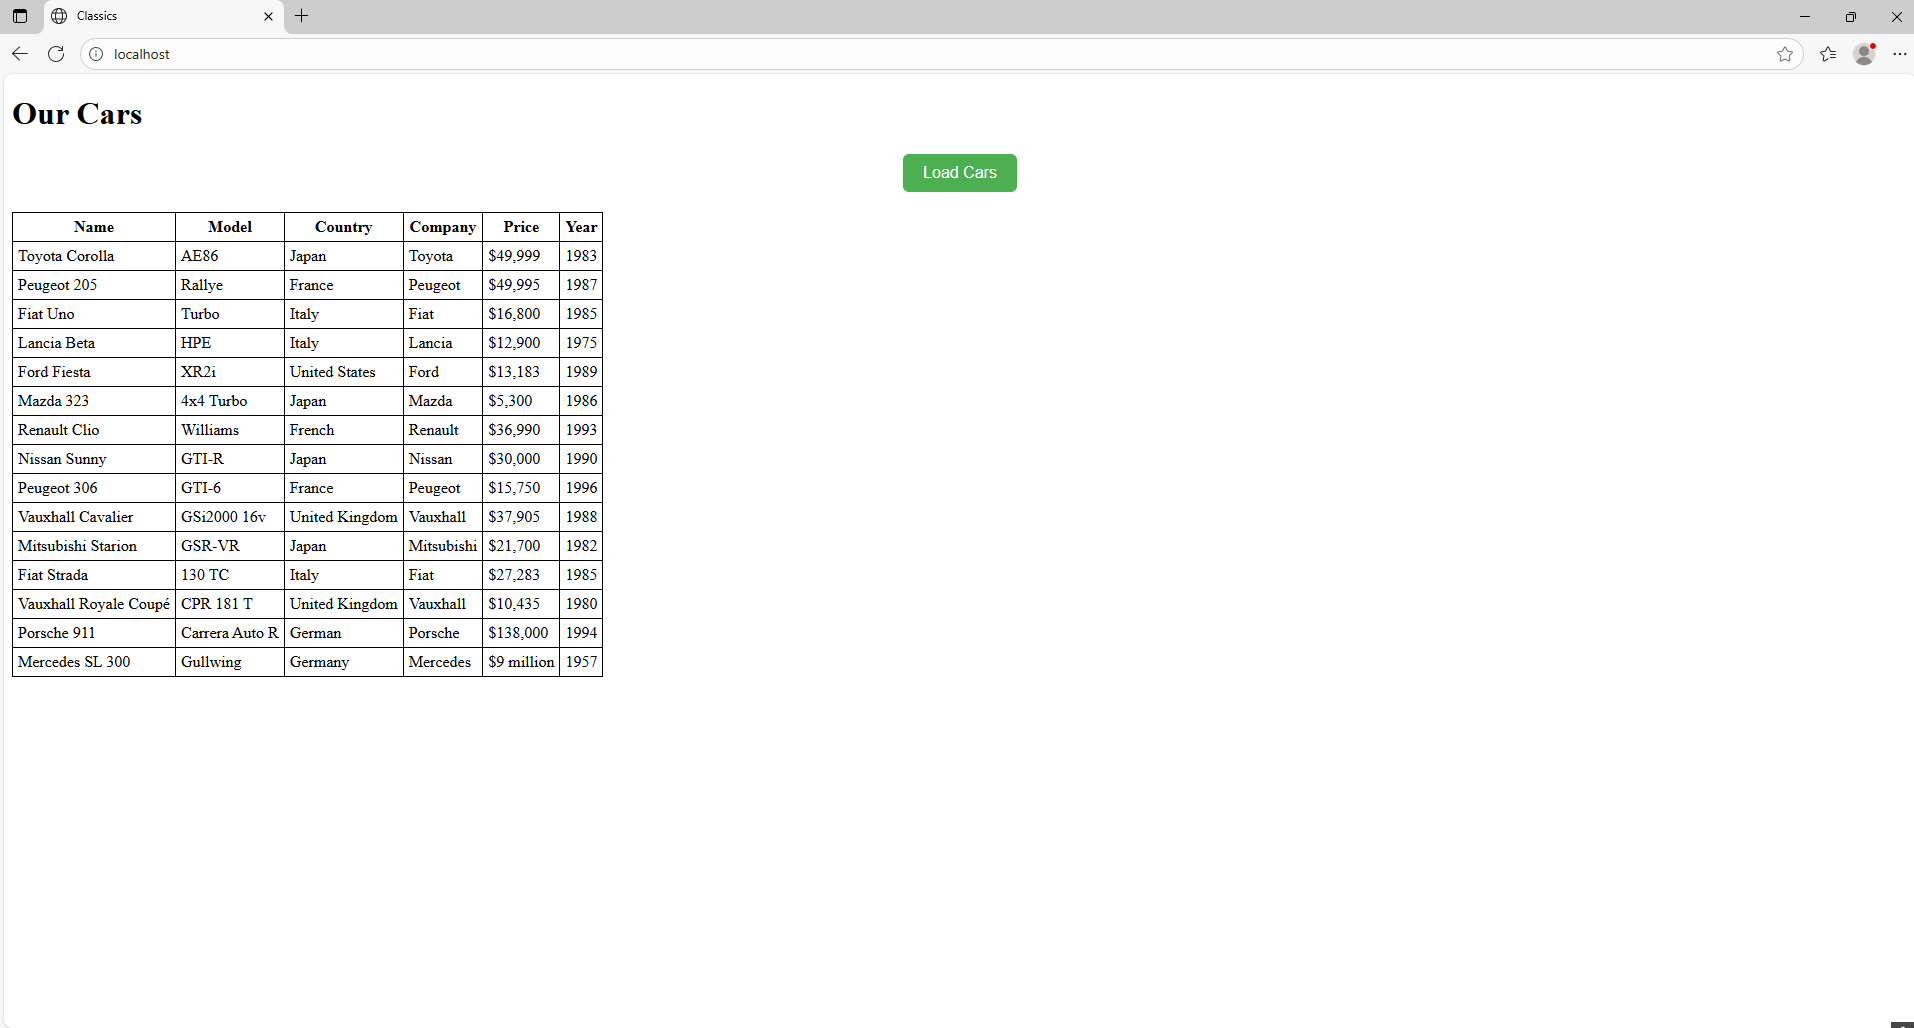 Classics
localhost
Our Cars
Load Cars
Name Model Country Company Price Year
Toyota Corolla AE86 Japan Toyota $49,999 1983
Peugeot 205 Rallye France Peugeot $49,995 1987
Fiat Uno Turbo Italy Fiat $16,800 1985
Lancia Beta HPE Italy Lancia $12,900 1975
Ford Fiesta XR2i United States Ford $13,183 1989
Mazda 323 4x4 Turbo Japan Mazda $5,300 1986
Renault Clio Williams French Renault $36,990 1993
Nissan Sunny GTI-R Japan Nissan $30,000 1990
Peugeot 306 GTI-6 France Peugeot $15,750 1996
Vauxhall Cavalier GSi2000 16v United Kingdom Vauxhall $37,905 1988
Mitsubishi Starion GSR-VR Japan Mitsubishi $21,700 1982
Fiat Strada 130 TC Italy Fiat $27,283 1985
Vauxhall Royale Coupé CPR 181 T United Kingdom Vauxhall $10,435 1980
Porsche 911 Carrera Auto R German Porsche $138,000 1994
Mercedes SL 300 Gullwing Germany Mercedes $9 million 1957